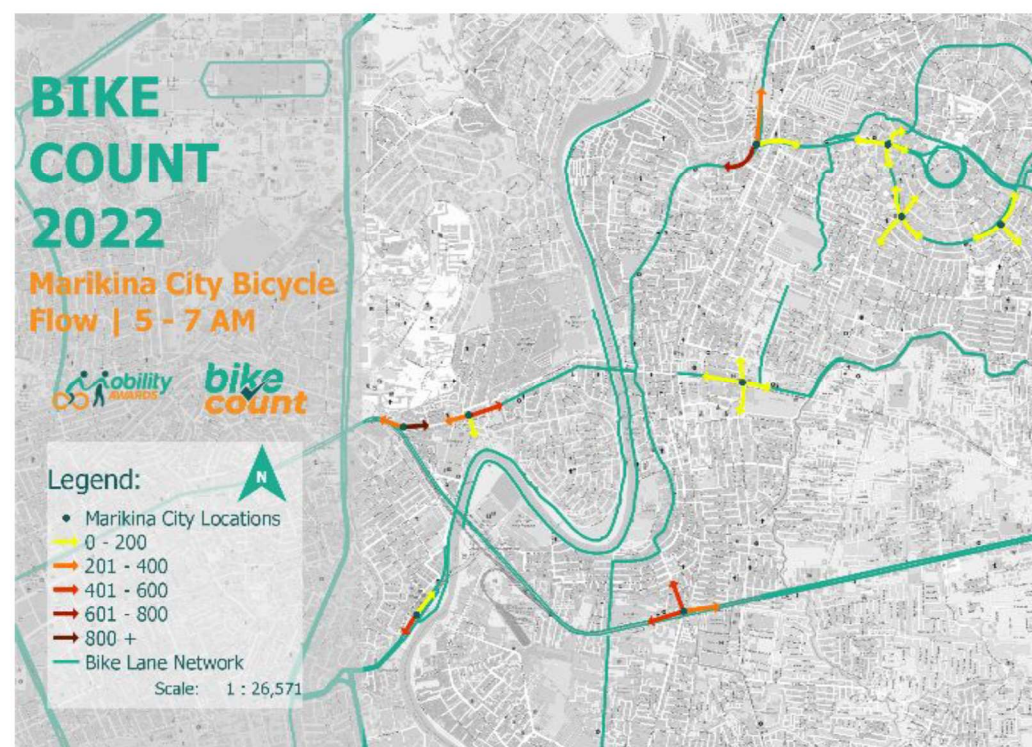 BIKE
COUNT
2022
Marikina City Bicycle
Flow | 5 - 7 AM
mobility
AWARDS
bike
count
Legend:
N
Marikina City Locations
0 - 200
201 - 400
401 - 600
601 - 800
800 +
Bike Lane Network
Scale: 1 : 26,571